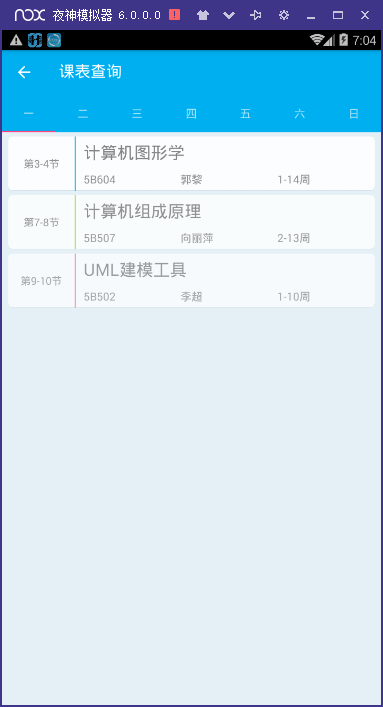 nox 夜神模拟器 6.0.0.0
7:04
课表查询
一 二 三 四 五 六 日
第3-4节
计算机图形学
5B604 郭黎 1-14周
第7-8节
计算机组成原理
5B507 向丽萍 2-13周
第9-10节
UML建模工具
5B502 李超 1-10周